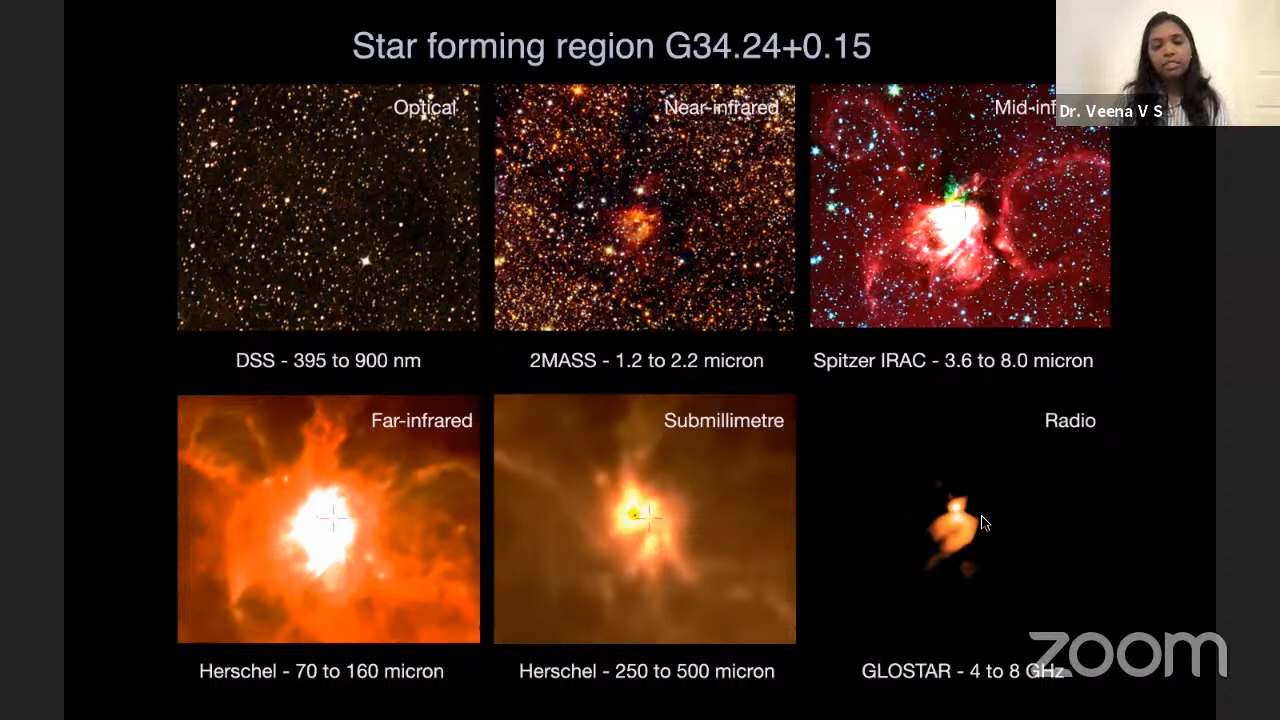 Star forming region G34.24+0.15
Dr. Veena V S
Optical
Near-infrared
Mid-inf
DSS - 395 to 900 nm
2MASS - 1.2 to 2.2 micron
Spitzer IRAC - 3.6 to 8.0 micron
Far-infrared
Submillimetre
Radio
Herschel - 70 to 160 micron
Herschel - 250 to 500 micron
GLOSTAR - 4 to 8 GHz
zoom